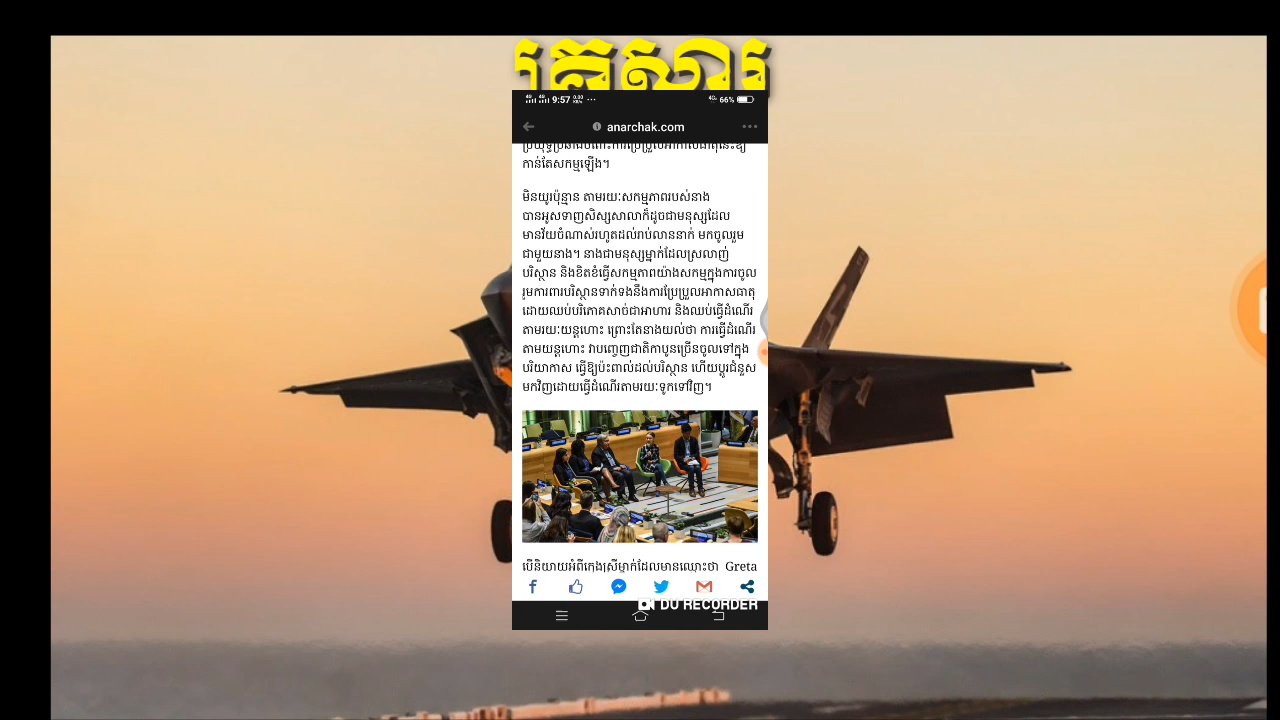 កេសារ
9:57
66%
anarchak.com
កាន់តែសកម្មឡើង។
មិនយូរប៉ុន្មាន តាមរយៈសកម្មភាពរបស់នាង
បានអូសទាញសិស្សសាលាក៏ដូចជាមនុស្សដែល
មានវ័យចំណាស់រហូតដល់រាប់លាននាក់ មកចូលរួម
ជាមួយនាង។ នាងជាមនុស្សម្នាក់ដែលស្រលាញ់
បរិស្ថាន និងខិតខំធ្វើសកម្មភាពយ៉ាងសកម្មក្នុងការចូល
រួមការពារបរិស្ថានទាក់ទងនឹងការប្រែប្រួលអាកាសធាតុ
ដោយឈប់បរិភោគសាច់ជាអាហារ និងឈប់ធ្វើដំណើរ
តាមរយៈយន្តហោះ ព្រោះតែនាងយល់ថា ការធ្វើដំណើរ
តាមយន្តហោះ វាបញ្ចេញជាតិកាបូនច្រើនចូលទៅក្នុង
បរិយាកាស ធ្វើឱ្យប៉ះពាល់ដល់បរិស្ថាន ហើយប្តូរជំនួស
មកវិញដោយធ្វើដំណើរតាមរយៈទូកទៅវិញ។
បើនិយាយអំពីក្មេងស្រីម្នាក់ដែលមានឈ្មោះថា Greta
DU RECORDER